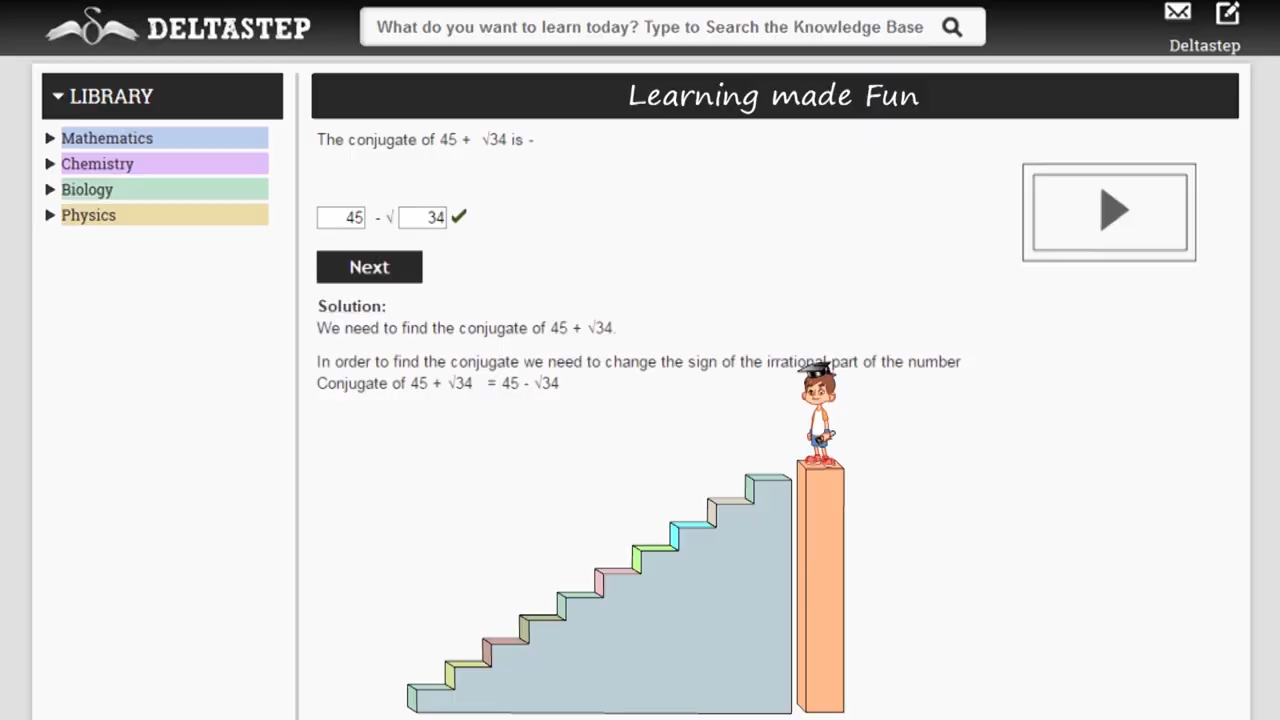 DELTASTEP
What do you want to learn today? Type to Search the Knowledge Base
Deltastep
LIBRARY
Mathematics
Chemistry
Biology
Physics
Learning made Fun
The conjugate of 45 + √34 is -
45 - √ 34
Next
Solution:
We need to find the conjugate of 45 + √34.
In order to find the conjugate we need to change the sign of the irrational part of the number
Conjugate of 45 + √34 = 45 - √34